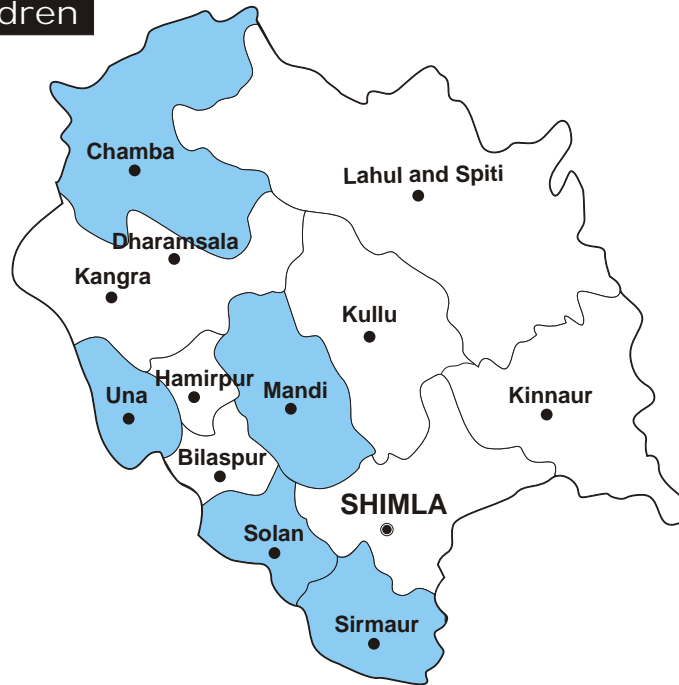 dren
Chamba
Lahul and Spiti
Dharamsala
Kangra
Kullu
Hamirpur
Una
Mandi
Kinnaur
Bilaspur
SHIMLA
Solan
Sirmaur